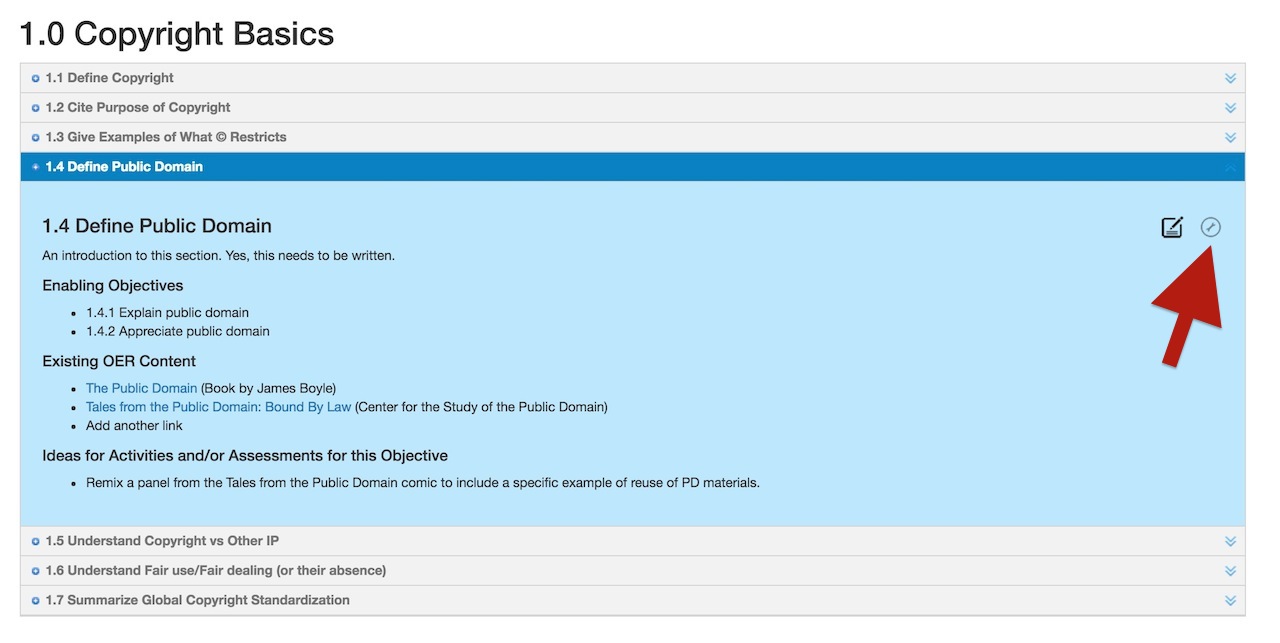 1.0 Copyright Basics
1.1 Define Copyright
1.2 Cite Purpose of Copyright
1.3 Give Examples of What © Restricts
1.4 Define Public Domain
1.4 Define Public Domain
An introduction to this section. Yes, this needs to be written.
Enabling Objectives
1.4.1 Explain public domain
1.4.2 Appreciate public domain
Existing OER Content
The Public Domain (Book by James Boyle)
Tales from the Public Domain: Bound By Law (Center for the Study of the Public Domain)
Add another link
Ideas for Activities and/or Assessments for this Objective
Remix a panel from the Tales from the Public Domain comic to include a specific example of reuse of PD materials.
1.5 Understand Copyright vs Other IP
1.6 Understand Fair use/Fair dealing (or their absence)
1.7 Summarize Global Copyright Standardization